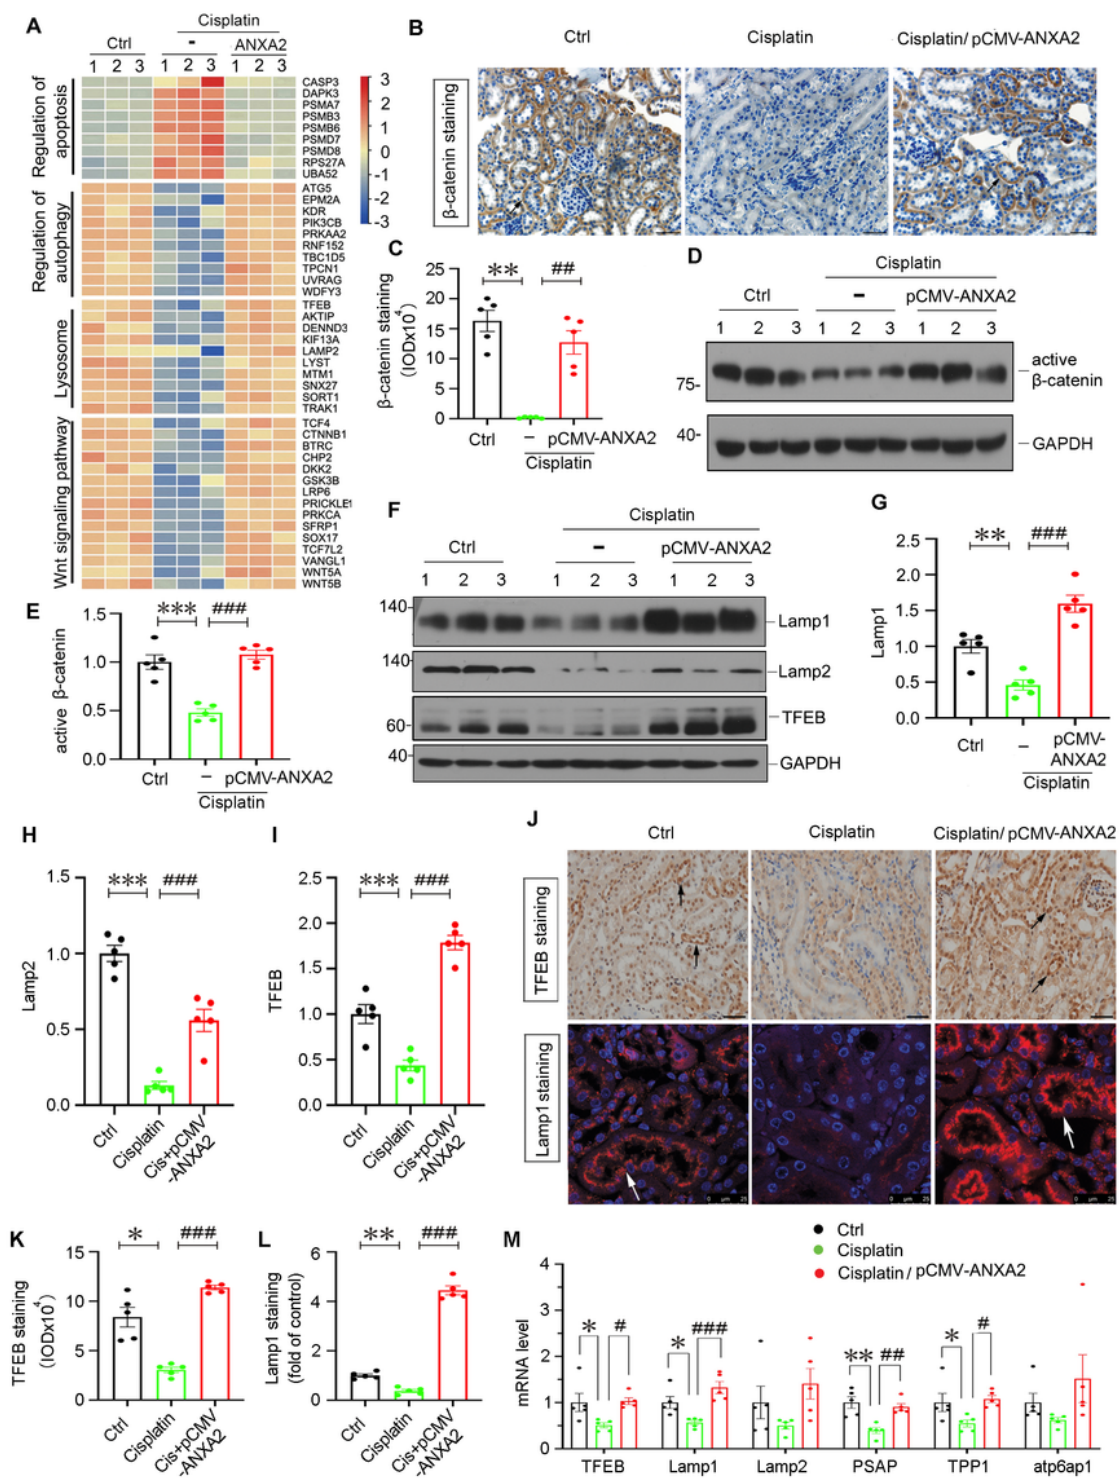 A
Cisplatin
Ctrl
-
ANXA2
1 2 3 1 2 3 1 2 3
Regulation of
apoptosis
CASP3
DAPK3
PSMA7
PSMB3
PSMB6
PSMD7
PSMD8
RPS27A
UBA52
3
2
1
0
-1
-2
-3
Regulation of
autophagy
ATG5
EPM2A
KDR
PIK3CB
PRKAA2
RNF152
TBC1D5
TPCN1
UVRAG
WDFY3
Lysosome
TFEB
AKTIP
DENND3
KIF13A
LAMP2
LYST
MTM1
SNX27
SORT1
TRAK1
Wnt signaling pathway
TCF4
CTNNB1
BTRC
CHP2
DKK2
GSK3B
LRP6
PRICKLE1
PRKCA
SFRP1
SOX17
TCF7L2
VANGL1
WNT5A
WNT5B
B
Ctrl
Cisplatin
Cisplatin/ pCMV-ANXA2
β-catenin staining
C
β-catenin staining
(IODx10⁴)
25
20
15
10
5
0
** ##
Ctrl
– pCMV-ANXA2
Cisplatin
D
Cisplatin
Ctrl
–
pCMV-ANXA2
1 2 3 1 2 3 1 2 3
75-
active
β-catenin
40-
GAPDH
E
active β-catenin
1.5
1.0
0.5
0.0
*** ###
Ctrl
– pCMV-ANXA2
Cisplatin
F
Cisplatin
Ctrl
–
pCMV-ANXA2
1 2 3 1 2 3 1 2 3
140
Lamp1
140
Lamp2
60
TFEB
40
GAPDH
G
Lamp1
2.5
2.0
1.5
1.0
0.5
0.0
** ###
Ctrl
–
pCMV-
ANXA2
Cisplatin
H
Lamp2
1.5
1.0
0.5
0.0
*** ###
Ctrl
Cisplatin
Cis+pCMV
-ANXA2
I
TFEB
2.5
2.0
1.5
1.0
0.5
0.0
*** ###
Ctrl
Cisplatin
Cis+pCMV
-ANXA2
J
Ctrl
Cisplatin
Cisplatin/ pCMV-ANXA2
TFEB staining
Lamp1 staining
0 µm 25
0 µm 25
0 µm 25
K
TFEB staining
(IODx10⁴)
15
10
5
0
* ###
Ctrl
Cisplatin
Cis+pCMV
-ANXA2
L
Lamp1 staining
(fold of control)
6
4
2
0
** ###
Ctrl
Cisplatin
Cis+pCMV
-ANXA2
M
Ctrl
Cisplatin
Cisplatin/ pCMV-ANXA2
mRNA level
4
3
2
1
0
* # * ### ** ## * #
TFEB Lamp1 Lamp2 PSAP TPP1 atp6ap1